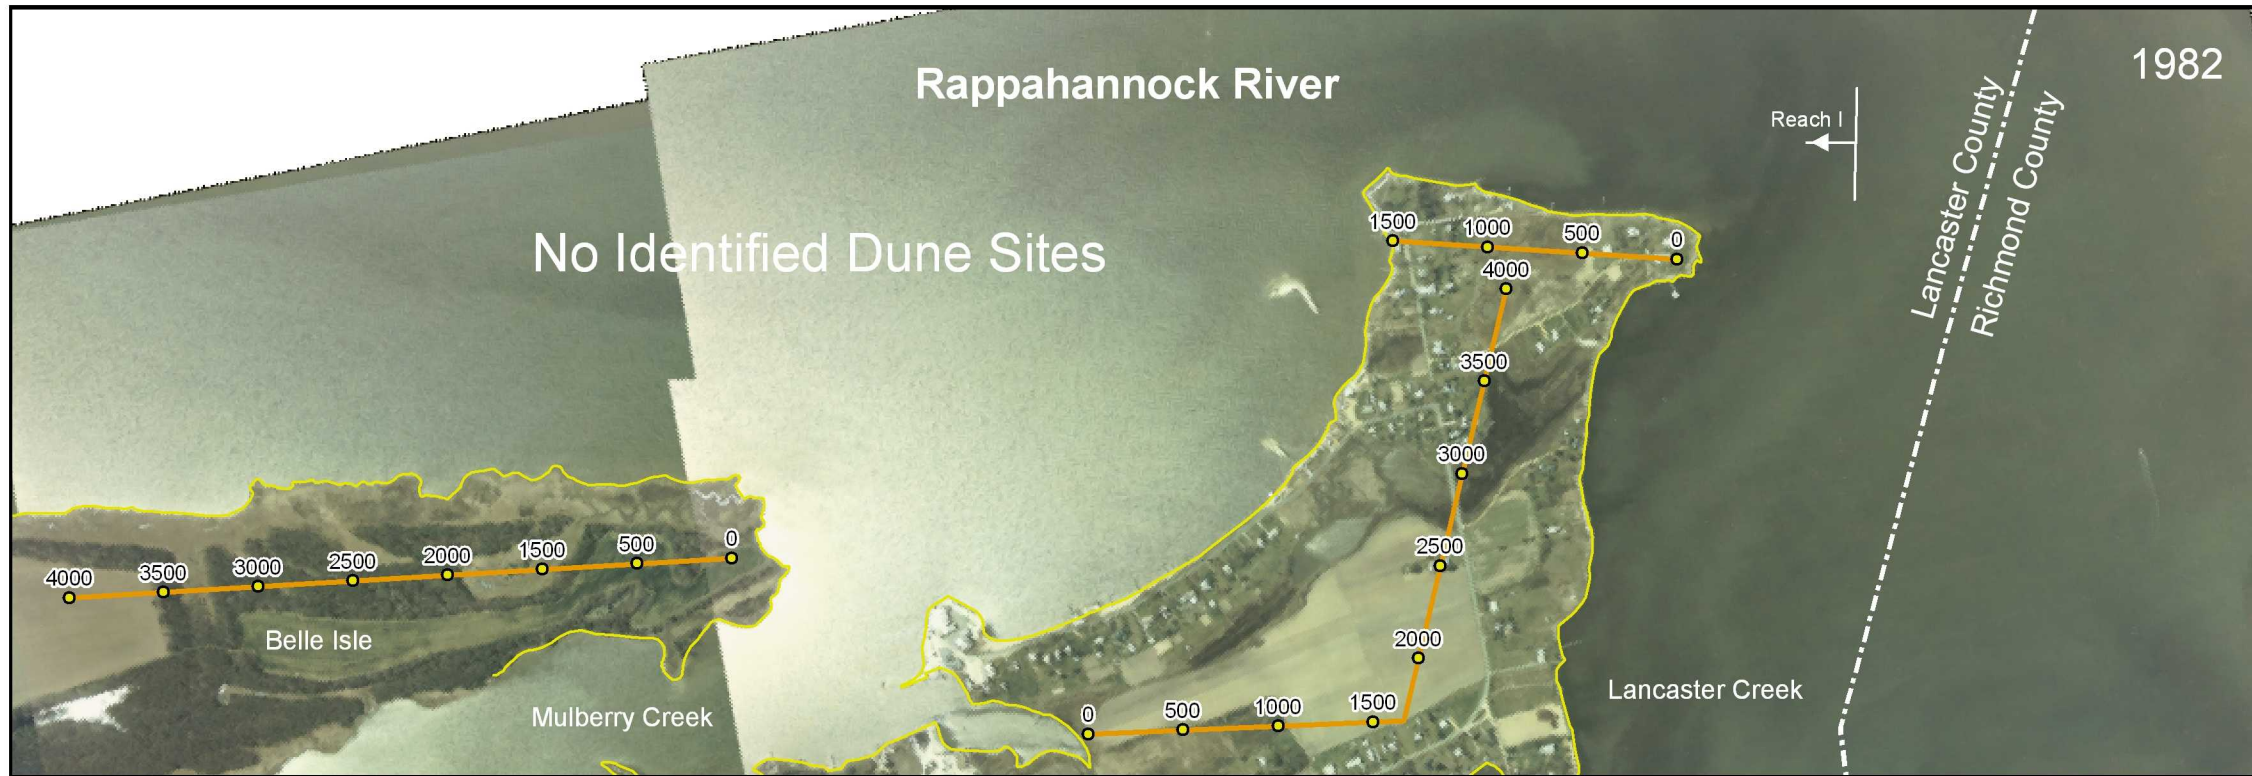 1982
Rappahannock River
Reach I
Lancaster County
Richmond County
No Identified Dune Sites
1500
1000
500
0
4000
3500
3000
2500
2000
0
500
1000
1500
4000
3500
3000
2500
2000
1500
500
0
Belle Isle
Mulberry Creek
Lancaster Creek